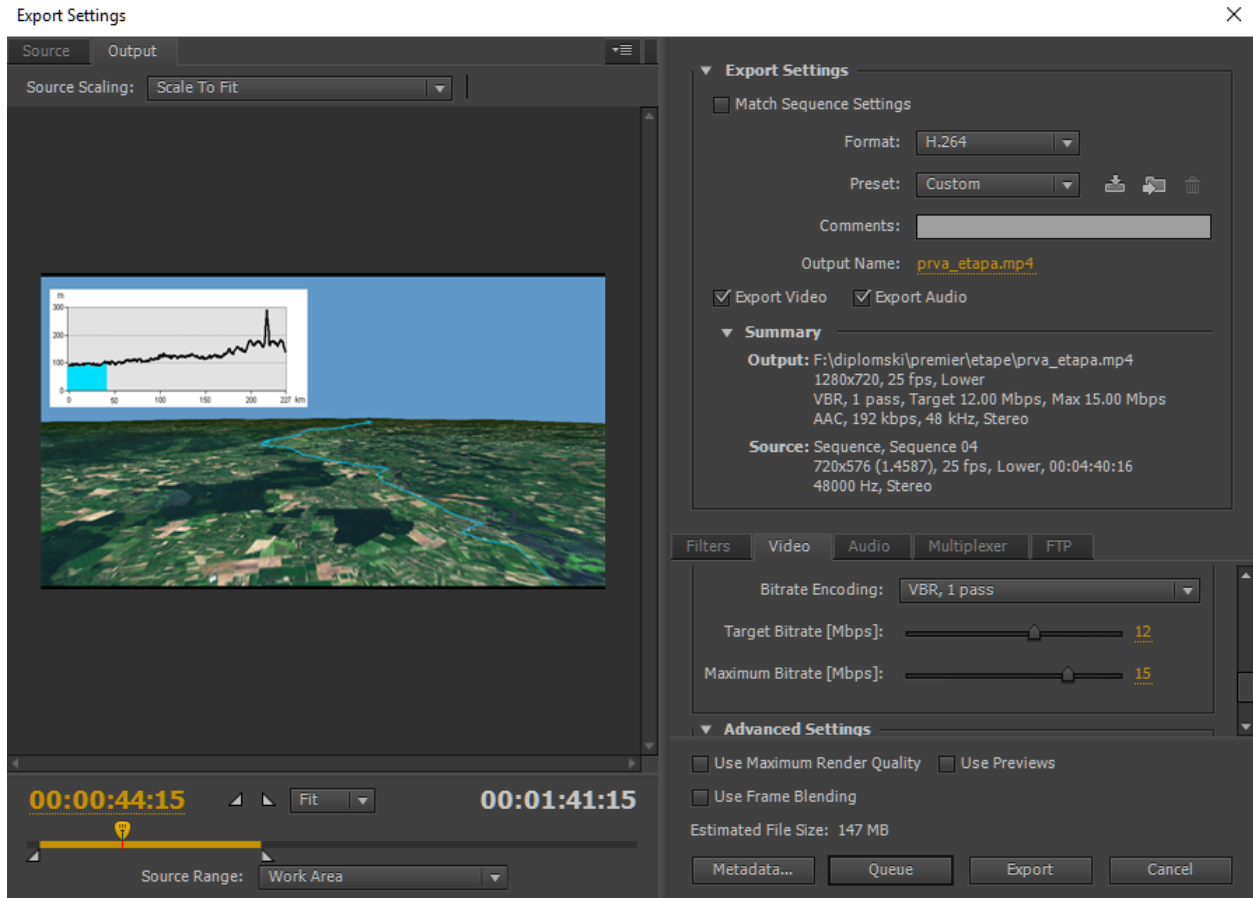 Export Settings
Source Output
Source Scaling: Scale To Fit
m
300
200
100
0
0 50 100 150 200 227 km
00:00:44:15 Fit 00:01:41:15
Source Range: Work Area
Export Settings
Match Sequence Settings
Format: H.264
Preset: Custom
Comments:
Output Name: prva_etapa.mp4
Export Video Export Audio
Summary
Output: F:\diplomski\premier\etape\prva_etapa.mp4
1280x720, 25 fps, Lower
VBR, 1 pass, Target 12.00 Mbps, Max 15.00 Mbps
AAC, 192 kbps, 48 kHz, Stereo
Source: Sequence, Sequence 04
720x576 (1.4587), 25 fps, Lower, 00:04:40:16
48000 Hz, Stereo
Filters Video Audio Multiplexer FTP
Bitrate Encoding: VBR, 1 pass
Target Bitrate [Mbps]: 12
Maximum Bitrate [Mbps]: 15
Advanced Settings
Use Maximum Render Quality Use Previews
Use Frame Blending
Estimated File Size: 147 MB
Metadata... Queue Export Cancel